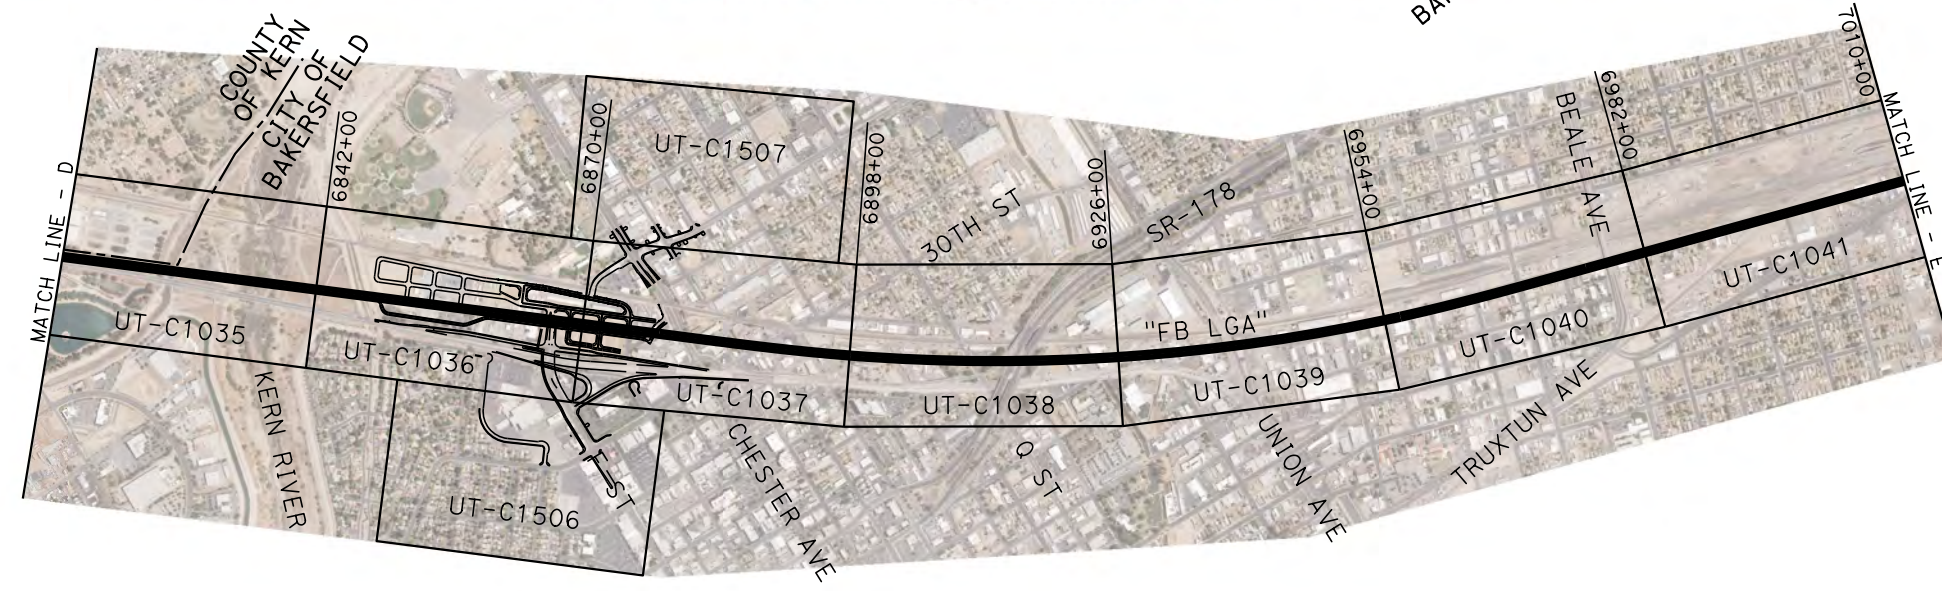 COUNTY
OF KERN
CITY OF
BAKERSFIELD
MATCH LINE - D
6842+00
6870+00
UT-C1507
6898+00
30TH ST
6926+00
SR-178
6954+00
BEALE AVE
6982+00
7010+00
MATCH LINE - E
UT-C1035
UT-C1036
UT-C1037
UT-C1038
"FB LGA"
UT-C1039
UT-C1040
UT-C1041
KERN RIVER
UT-C1506
F ST
CHESTER AVE
Q ST
UNION AVE
TRUXTUN AVE